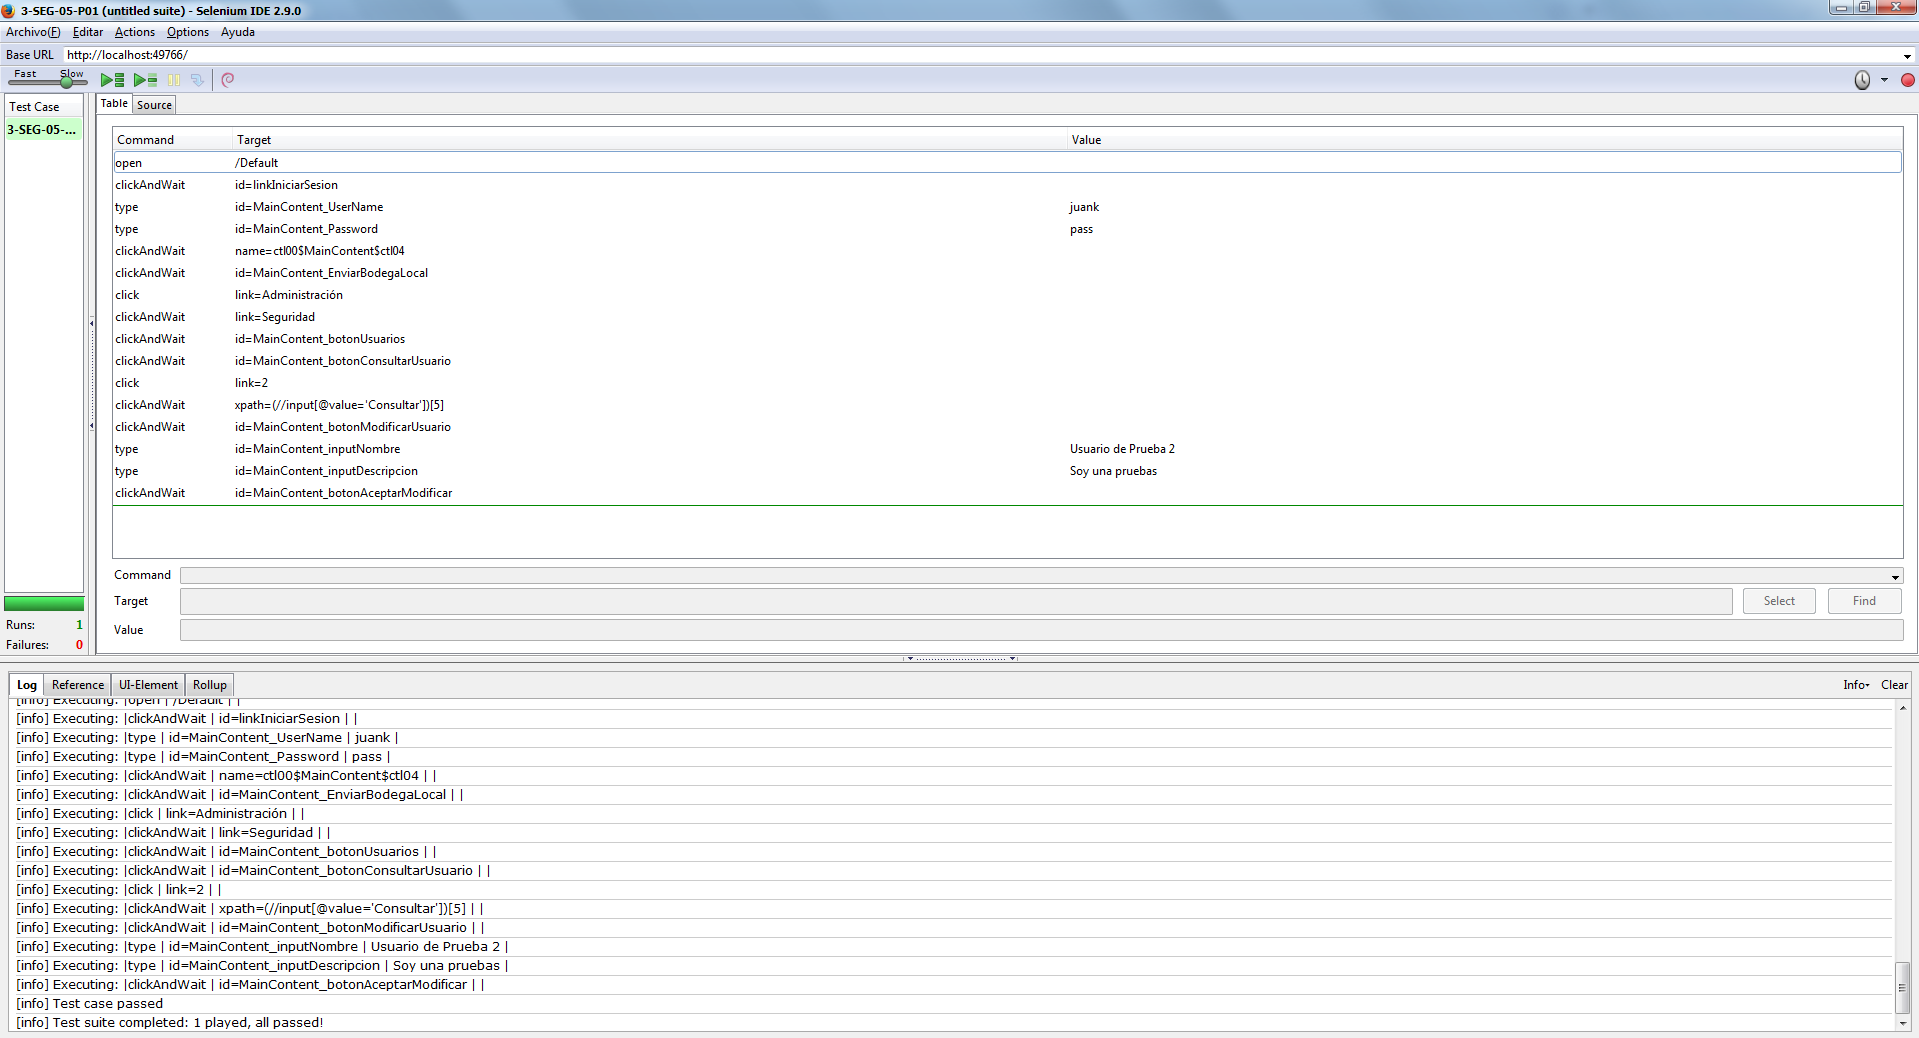 3-SEG-05-P01 (untitled suite) - Selenium IDE 2.9.0
Archivo(F) Editar Actions Options Ayuda
Base URL http://localhost:49766/
Fast Slow
Test Case
3-SEG-05-...
Table Source
Command Target Value
open /Default
clickAndWait id=linkIniciarSesion
type id=MainContent_UserName juank
type id=MainContent_Password pass
clickAndWait name=ctl00$MainContent$ctl04
clickAndWait id=MainContent_EnviarBodegaLocal
click link=Administración
clickAndWait link=Seguridad
clickAndWait id=MainContent_botonUsuarios
clickAndWait id=MainContent_botonConsultarUsuario
click link=2
clickAndWait xpath=(//input[@value='Consultar'])[5]
clickAndWait id=MainContent_botonModificarUsuario
type id=MainContent_inputNombre Usuario de Prueba 2
type id=MainContent_inputDescripcion Soy una pruebas
clickAndWait id=MainContent_botonAceptarModificar
Command
Target Select Find
Value
Runs: 1
Failures: 0
Log Reference UI-Element Rollup Info Clear
[info] Executing: |open | /Default | |
[info] Executing: |clickAndWait | id=linkIniciarSesion | |
[info] Executing: |type | id=MainContent_UserName | juank |
[info] Executing: |type | id=MainContent_Password | pass |
[info] Executing: |clickAndWait | name=ctl00$MainContent$ctl04 | |
[info] Executing: |clickAndWait | id=MainContent_EnviarBodegaLocal | |
[info] Executing: |click | link=Administración | |
[info] Executing: |clickAndWait | link=Seguridad | |
[info] Executing: |clickAndWait | id=MainContent_botonUsuarios | |
[info] Executing: |clickAndWait | id=MainContent_botonConsultarUsuario | |
[info] Executing: |click | link=2 | |
[info] Executing: |clickAndWait | xpath=(//input[@value='Consultar'])[5] | |
[info] Executing: |clickAndWait | id=MainContent_botonModificarUsuario | |
[info] Executing: |type | id=MainContent_inputNombre | Usuario de Prueba 2 |
[info] Executing: |type | id=MainContent_inputDescripcion | Soy una pruebas |
[info] Executing: |clickAndWait | id=MainContent_botonAceptarModificar | |
[info] Test case passed
[info] Test suite completed: 1 played, all passed!